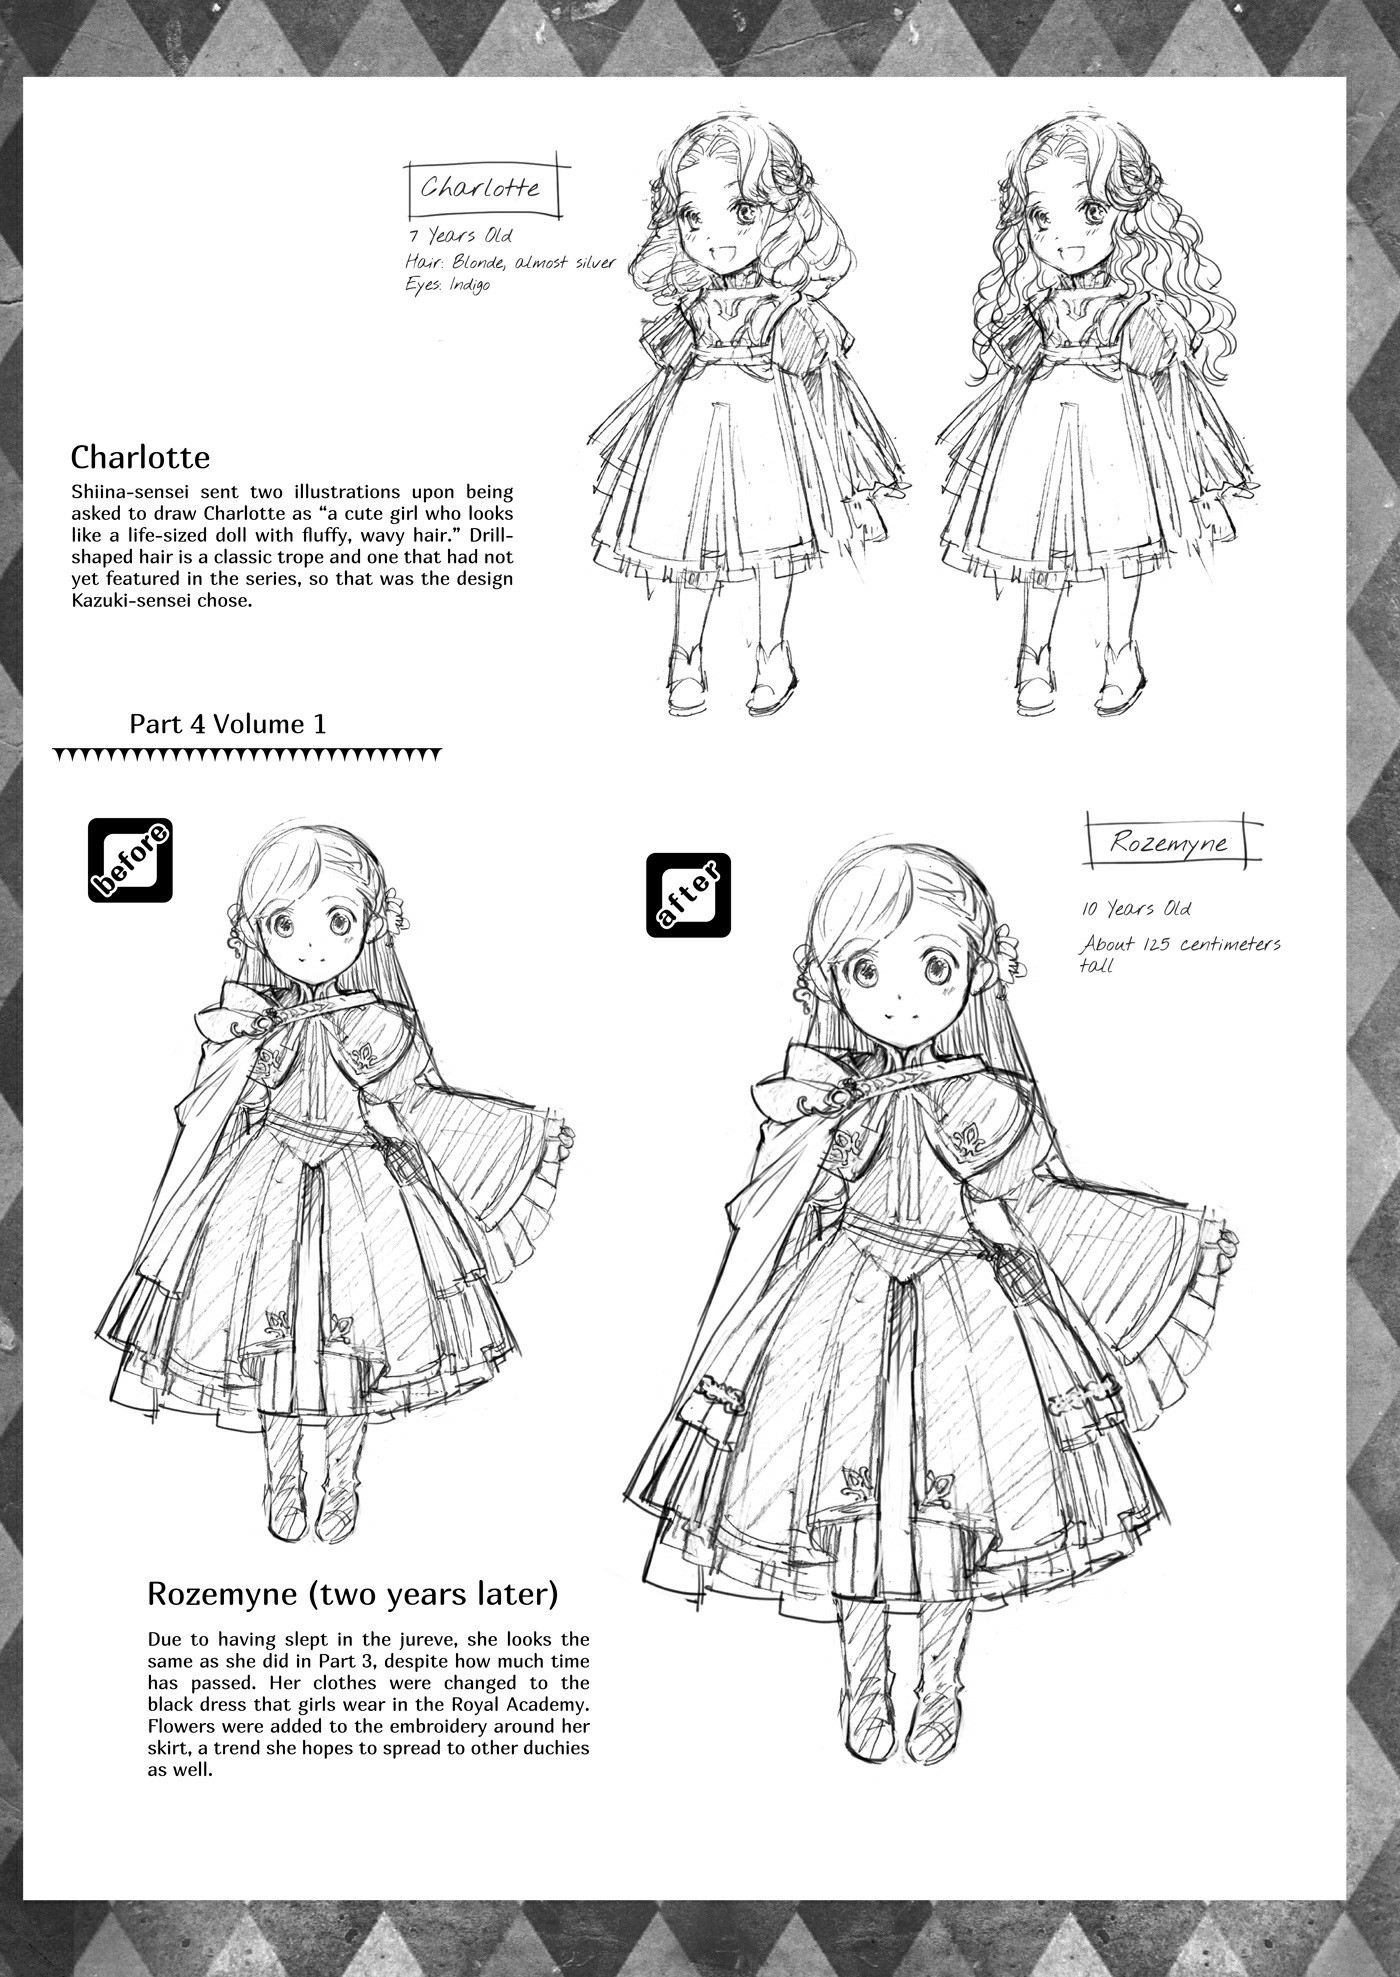 Charlotte
7 Years Old
Hair: Blonde, almost silver
Eyes: Indigo
Charlotte
Shiina-sensei sent two illustrations upon being
asked to draw Charlotte as “a cute girl who looks
like a life-sized doll with fluffy, wavy hair.” Drill-
shaped hair is a classic trope and one that had not
yet featured in the series, so that was the design
Kazuki-sensei chose.
Part 4 Volume 1
before
after
Rozemyne
10 Years Old
About 125 centimeters
tall
Rozemyne (two years later)
Due to having slept in the jureve, she looks the
same as she did in Part 3, despite how much time
has passed. Her clothes were changed to the
black dress that girls wear in the Royal Academy.
Flowers were added to the embroidery around her
skirt, a trend she hopes to spread to other duchies
as well.